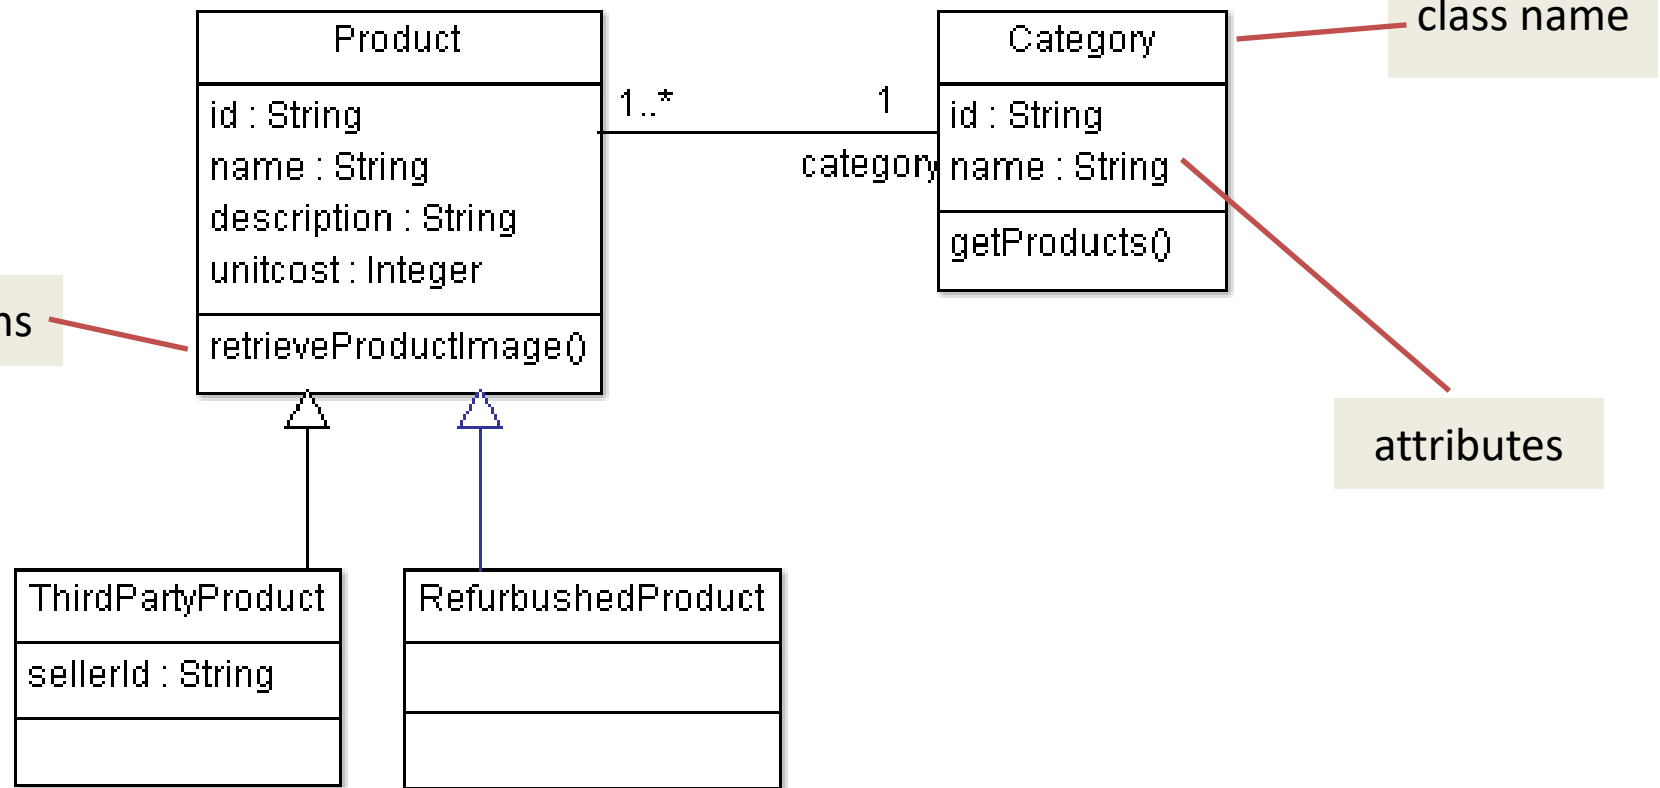 class name
Product
id : String
name : String
description : String
unitcost : Integer
retrieveProductImage()
1..*
1
category
Category
id : String
name : String
getProducts()
attributes
ThirdPartyProduct
sellerId : String
RefurbushedProduct